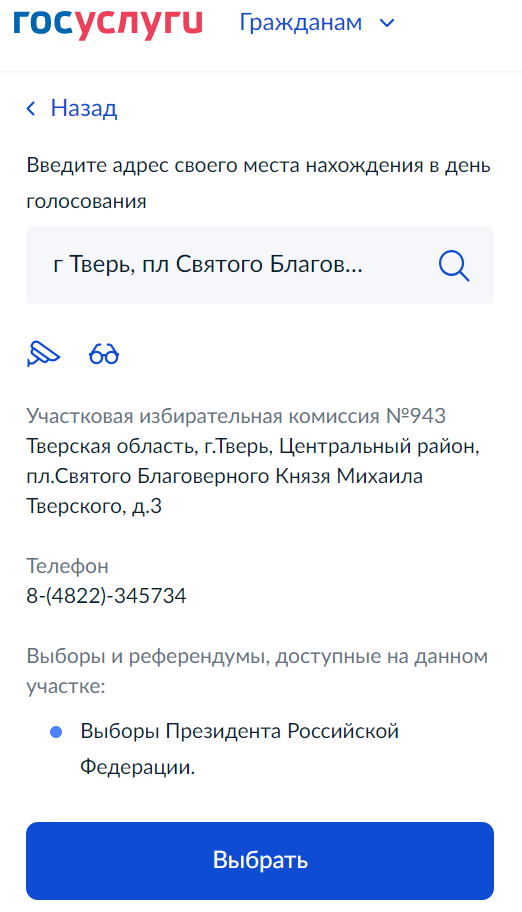 госуслуги Гражданам
Назад
Введите адрес своего места нахождения в день
голосования
г Тверь, пл Святого Благов...
Участковая избирательная комиссия №943
Тверская область, г.Тверь, Центральный район,
пл.Святого Благоверного Князя Михаила
Тверского, д.3
Телефон
8-(4822)-345734
Выборы и референдумы, доступные на данном
участке:
Выборы Президента Российской
Федерации.
Выбрать